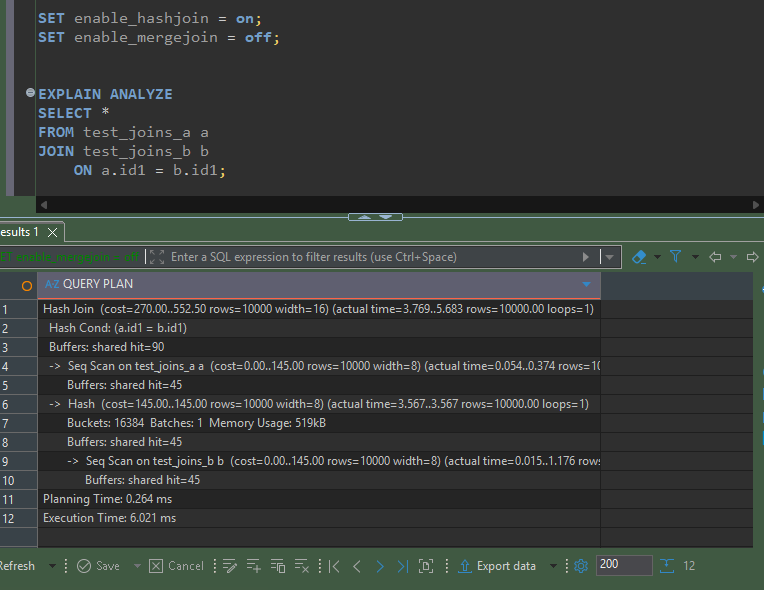 SET enable_hashjoin = on;
SET enable_mergejoin = off;
EXPLAIN ANALYZE
SELECT *
FROM test_joins_a a
JOIN test_joins_b b
ON a.id1 = b.id1;
esults 1
ET enable_mergejoin = off
Enter a SQL expression to filter results (use Ctrl+Space)
A-Z QUERY PLAN
1 Hash Join (cost=270.00..552.50 rows=10000 width=16) (actual time=3.769..5.683 rows=10000.00 loops=1)
2 Hash Cond: (a.id1 = b.id1)
3 Buffers: shared hit=90
4 -> Seq Scan on test_joins_a a (cost=0.00..145.00 rows=10000 width=8) (actual time=0.054..0.374 rows=10
5 Buffers: shared hit=45
6 -> Hash (cost=145.00..145.00 rows=10000 width=8) (actual time=3.567..3.567 rows=10000.00 loops=1)
7 Buckets: 16384 Batches: 1 Memory Usage: 519kB
8 Buffers: shared hit=45
9 -> Seq Scan on test_joins_b b (cost=0.00..145.00 rows=10000 width=8) (actual time=0.015..1.176 rows
10 Buffers: shared hit=45
11 Planning Time: 0.264 ms
12 Execution Time: 6.021 ms
Refresh Save Cancel Export data 200 12